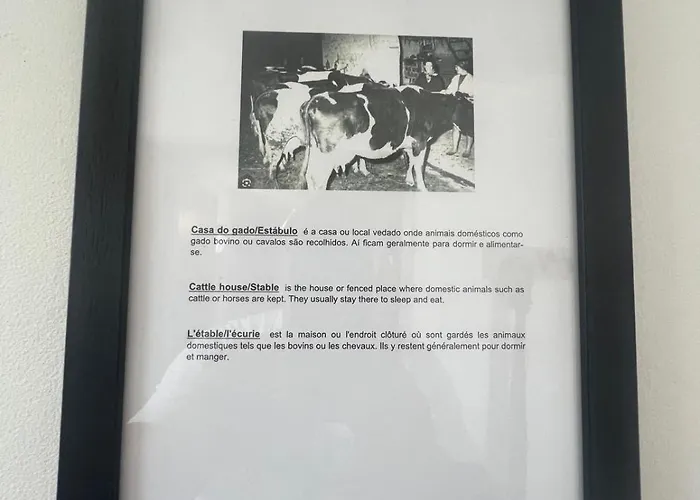 Casa do gado/Estábulo é a casa ou local vedado onde animais domésticos como
gado bovino ou cavalos são recolhidos. Aí ficam geralmente para dormir e alimentar-
se.
Cattle house/Stable is the house or fenced place where domestic animals such as
cattle or horses are kept. They usually stay there to sleep and eat.
L'étable/l'écurie est la maison ou l'endroit clôturé où sont gardés les animaux
domestiques tels que les bovins ou les chevaux. Ils y restent généralement pour dormir
et manger.